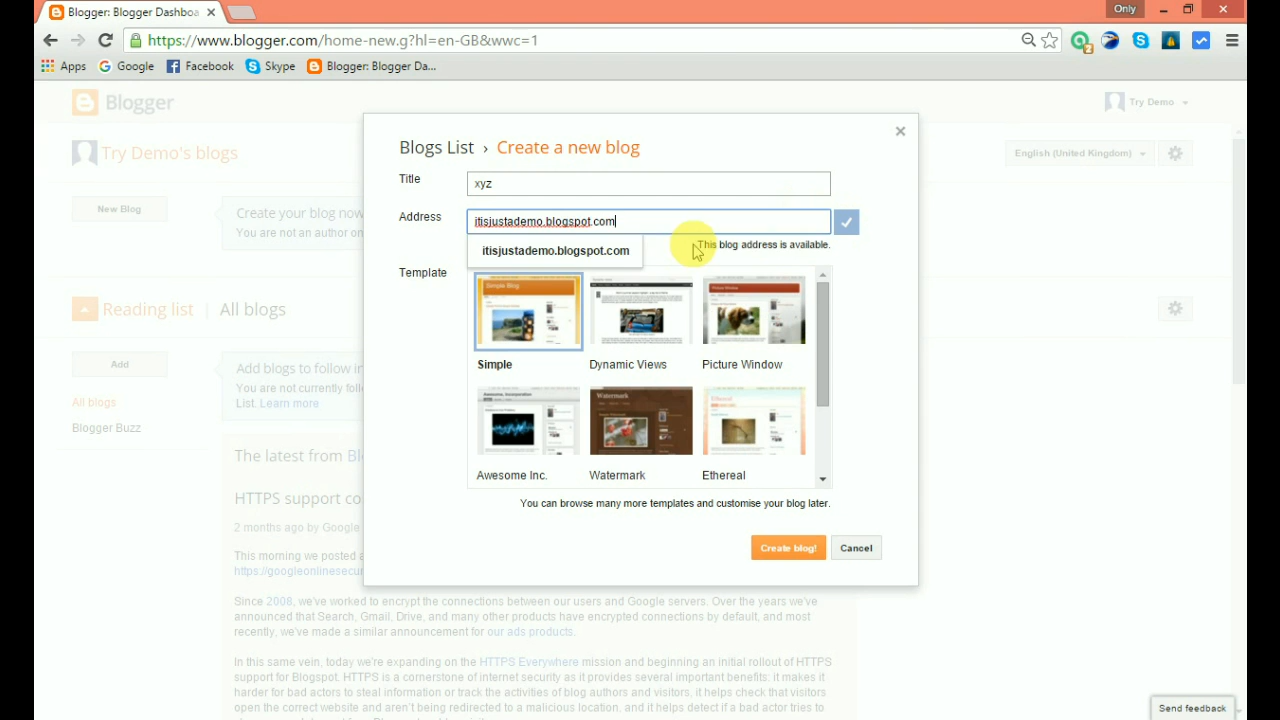 Blogger: Blogger Dashboa
Only
https://www.blogger.com/home-new.g?hl=en-GB&wwc=1
Apps Google Facebook Skype Blogger: Blogger Da...
Blogger
Try Demo
Try Demo's blogs
English (United Kingdom)
New Blog
Create your blog now
You are not an author on
Reading list | All blogs
Add
Add blogs to follow in
You are not currently foll
List. Learn more
All blogs
Blogger Buzz
The latest from Bl
HTTPS support co
2 months ago by Google
This morning we posted a
https://googleonlinesecur
Since 2008, we've worked to encrypt the connections between our users and Google servers. Over the years we've
announced that Search, Gmail, Drive, and many other products have encrypted connections by default, and most
recently, we've made a similar announcement for our ads products.
In this same vein, today we're expanding on the HTTPS Everywhere mission and beginning an initial rollout of HTTPS
support for Blogspot. HTTPS is a cornerstone of internet security as it provides several important benefits: it makes it
harder for bad actors to steal information or track the activities of blog authors and visitors, it helps check that visitors
open the correct website and aren't being redirected to a malicious location, and it helps detect if a bad actor tries to
Blogs List › Create a new blog
Title
xyz
Address
itisjustademo.blogspot.com
itisjustademo.blogspot.com
This blog address is available.
Template
Simple Blog
Picture Window
Simple
Dynamic Views
Picture Window
Watermark
Ethereal
Awesome Inc.
Watermark
Ethereal
You can browse many more templates and customise your blog later.
Create blog!
Cancel
Send feedback